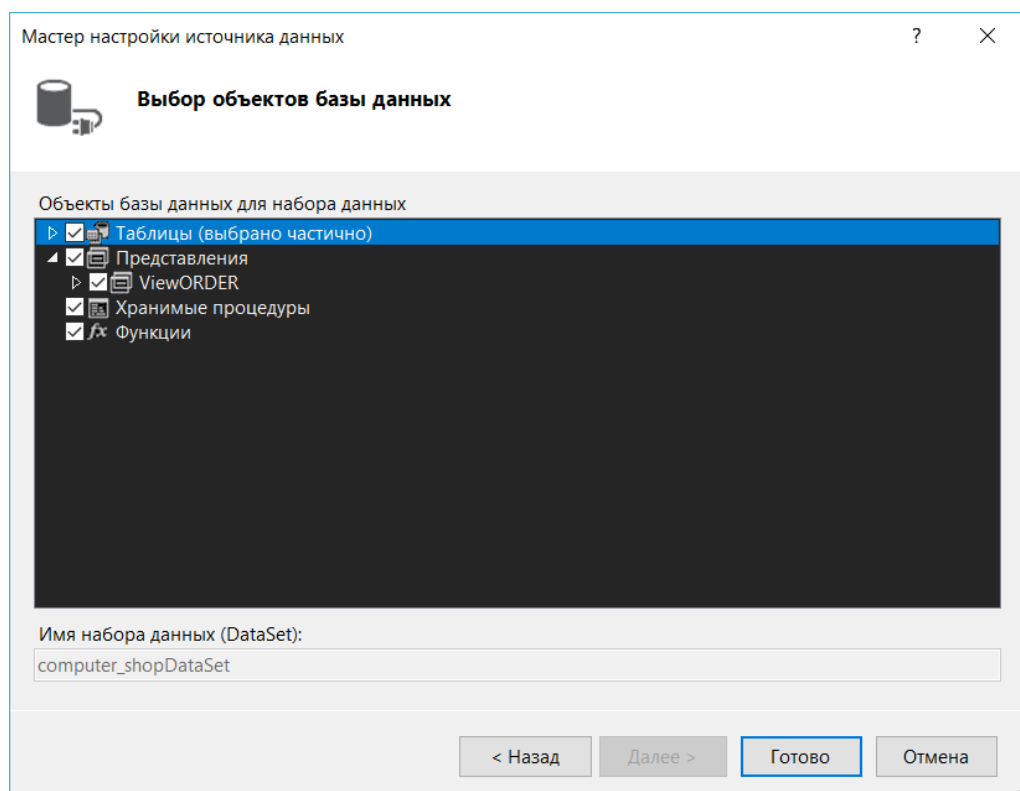 Мастер настройки источника данных
?
Выбор объектов базы данных
Объекты базы данных для набора данных
Таблицы (выбрано частично)
Представления
ViewORDER
Хранимые процедуры
fx Функции
Имя набора данных (DataSet):
computer_shopDataSet
< Назад
Далее >
Готово
Отмена